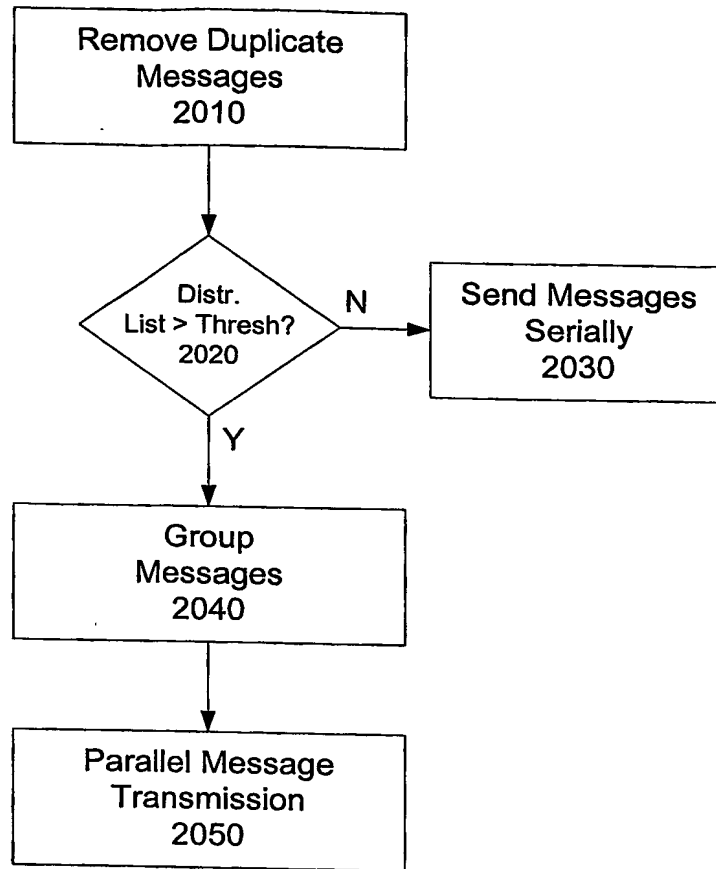 Remove Duplicate
Messages
2010
Distr.
List > Thresh?
2020
N
Send Messages
Serially
2030
Y
Group
Messages
2040
Parallel Message
Transmission
2050